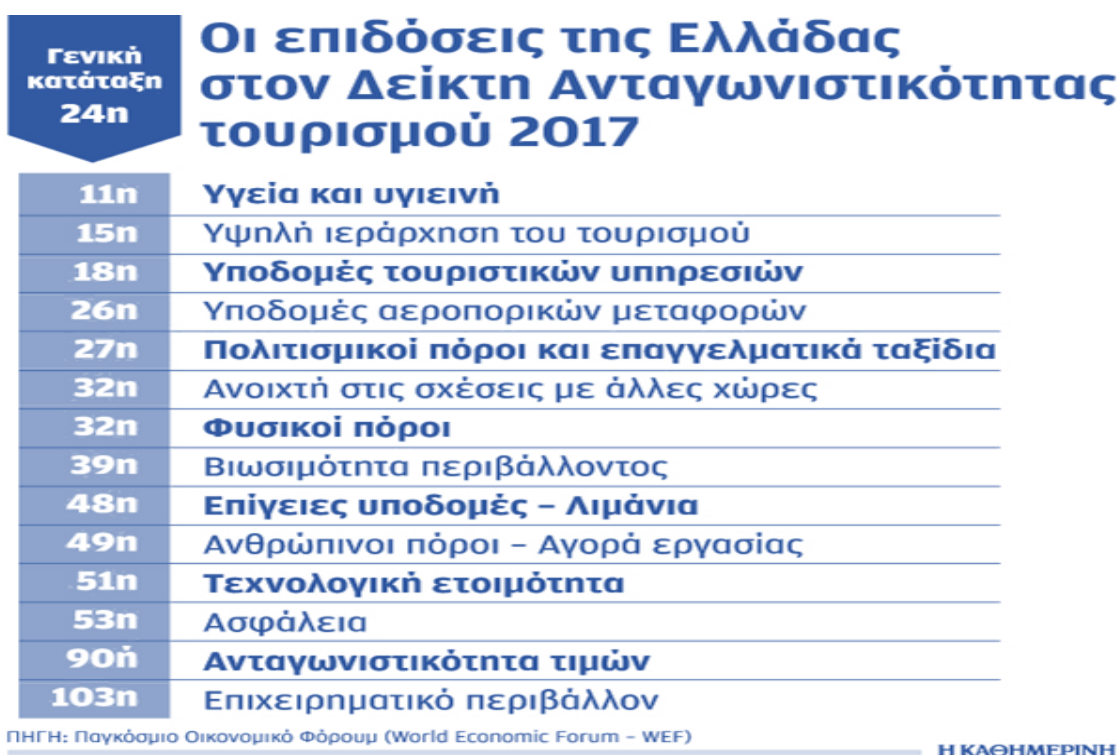 Γενική
κατάταξη
24η
Οι επιδόσεις της Ελλάδας
στον Δείκτη Ανταγωνιστικότητας
τουρισμού 2017
11η Υγεία και υγιεινή
15η Υψηλή ιεράρχηση του τουρισμού
18η Υποδομές τουριστικών υπηρεσιών
26η Υποδομές αεροπορικών μεταφορών
27η Πολιτισμικοί πόροι και επαγγελματικά ταξίδια
32η Ανοιχτή στις σχέσεις με άλλες χώρες
32η Φυσικοί πόροι
39η Βιωσιμότητα περιβάλλοντος
48η Επίγειες υποδομές – Λιμάνια
49η Ανθρώπινοι πόροι – Αγορά εργασίας
51η Τεχνολογική ετοιμότητα
53η Ασφάλεια
90ή Ανταγωνιστικότητα τιμών
103η Επιχειρηματικό περιβάλλον
ΠΗΓΗ: Παγκόσμιο Οικονομικό Φόρουμ (World Economic Forum – WEF)
Η ΚΑΘΗΜΕΡΙΝΗ